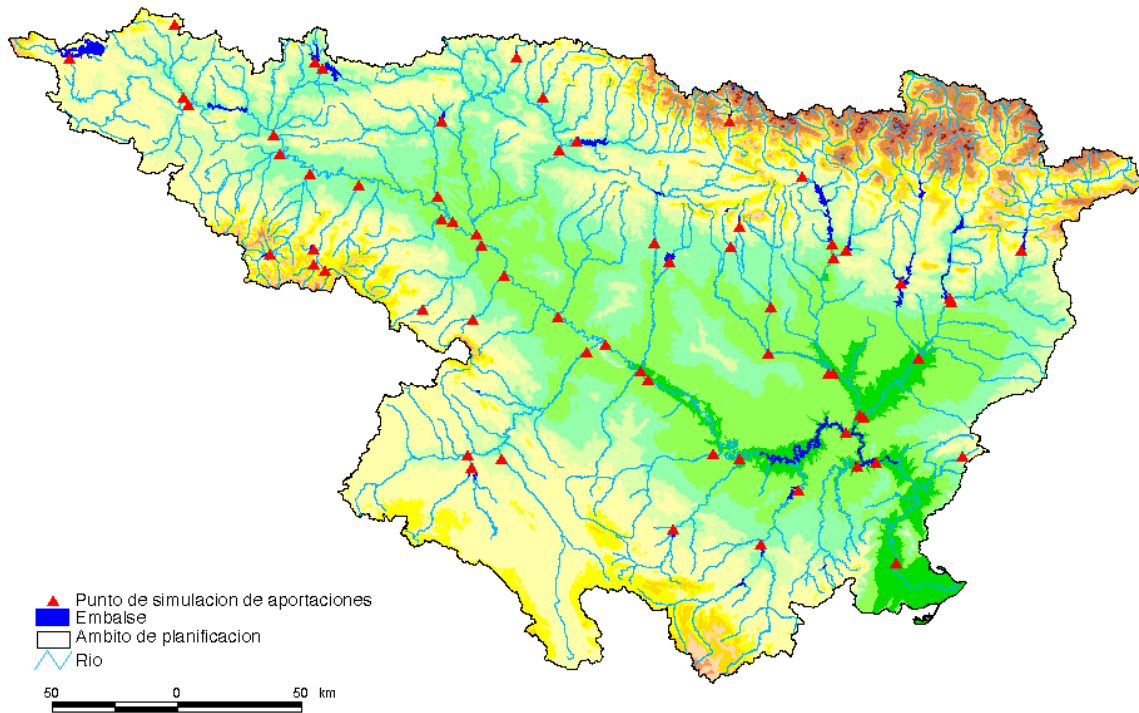 Punto de simulacion de aportaciones
Embalse
Ambito de planificacion
Rio
50 0 50 km